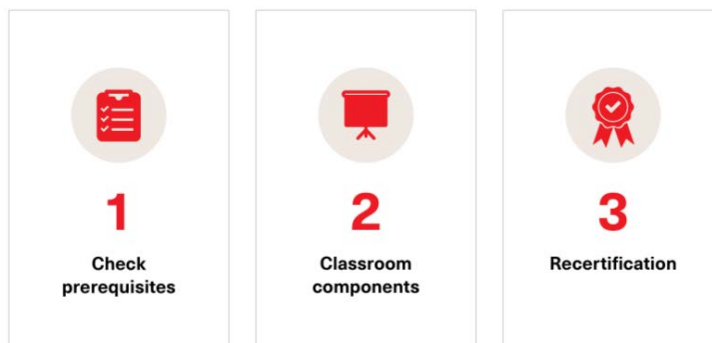 1
Check
prerequisites
2
Classroom
components
3
Recertification